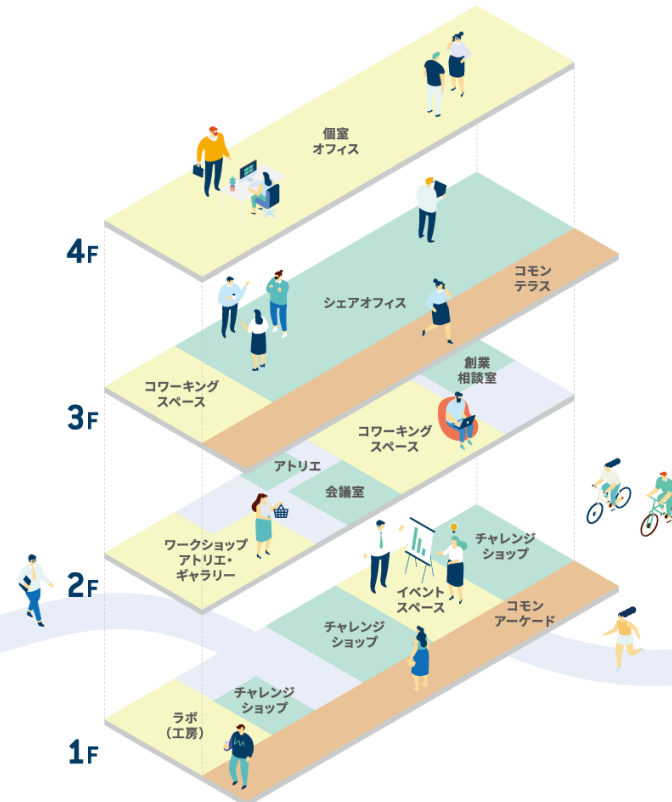 個室
オフィス
4F
シェアオフィス
コモン
テラス
コワーキング
スペース
3F
創業
相談室
コワーキング
スペース
アトリエ
会議室
ワークショップ
アトリエ・
ギャラリー
2F
チャレンジ
ショップ
イベント
スペース
コモン
アーケード
チャレンジ
ショップ
チャレンジ
ショップ
ラボ
（工房）
1F